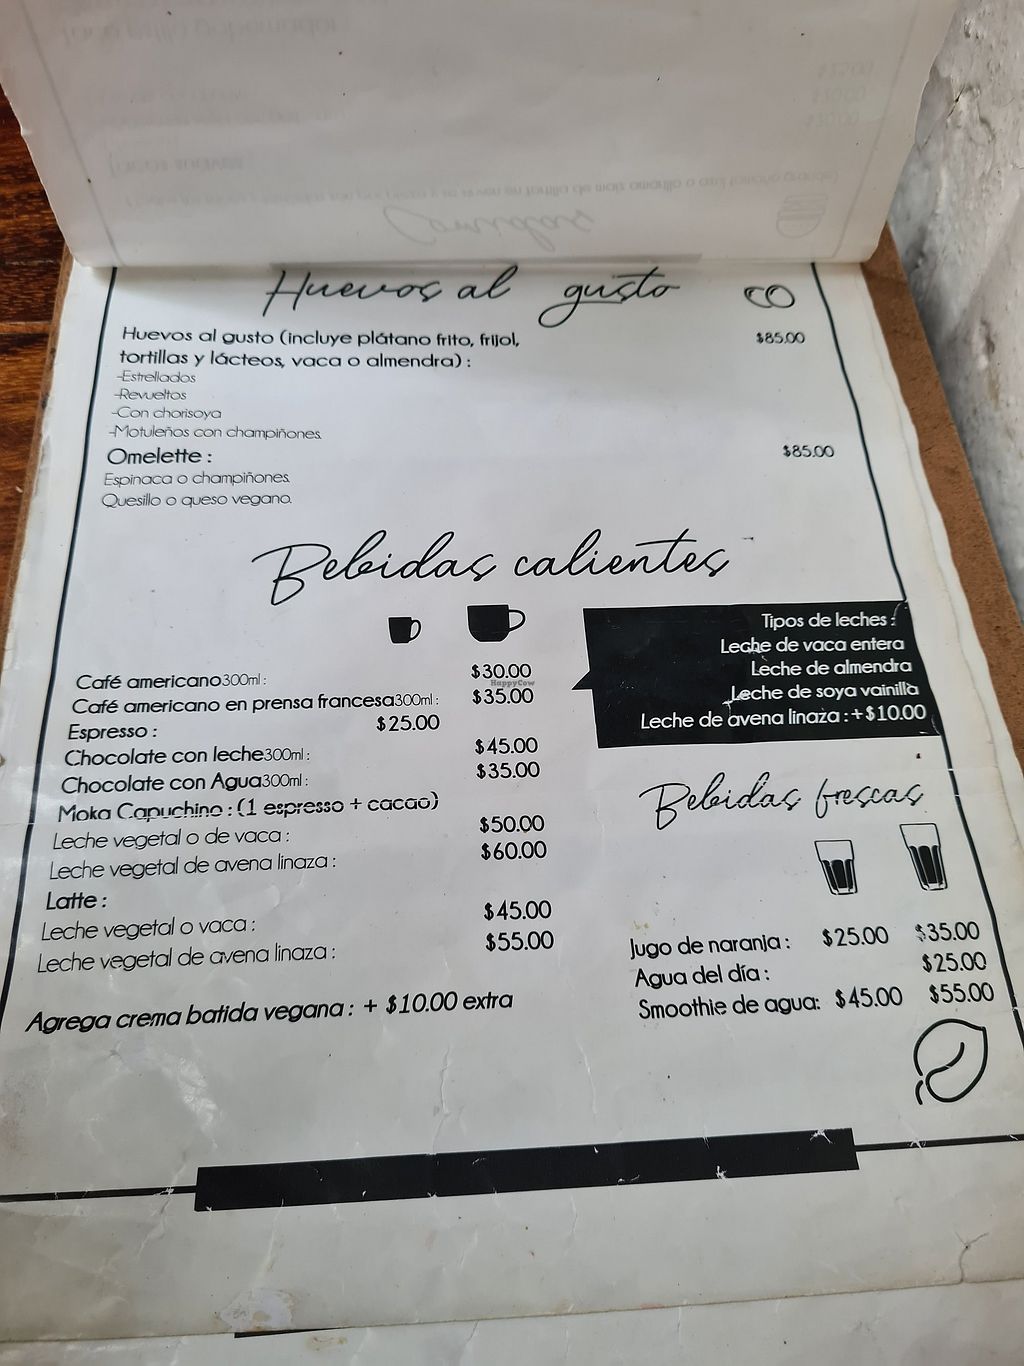 Comidas
Huevos al gusto
Huevos al gusto (incluye plátano frito, frijol, $85.00
tortillas y lácteos, vaca o almendra) :
-Estrellados
-Revueltos
-Con chorisoya
-Motuleños con champiñones.
Omelette : $85.00
Espinaca o champiñones.
Quesillo o queso vegano.
Bebidas calientes
Café americano300ml : $30.00
HappyCow
Café americano en prensa francesa300ml : $35.00
Espresso : $25.00
Chocolate con leche300ml : $45.00
Chocolate con Agua300ml : $35.00
Moka Capuchino : (1 espresso + cacao)
Leche vegetal o de vaca : $50.00
Leche vegetal de avena linaza : $60.00
Latte :
Leche vegetal o vaca : $45.00
Leche vegetal de avena linaza : $55.00
Agrega crema batida vegana : + $10.00 extra
Tipos de leches :
Leche de vaca entera
Leche de almendra
Leche de soya vainilla
Leche de avena linaza : +$10.00
Bebidas frescas
Jugo de naranja : $25.00 $35.00
Agua del día : $25.00
Smoothie de agua: $45.00 $55.00